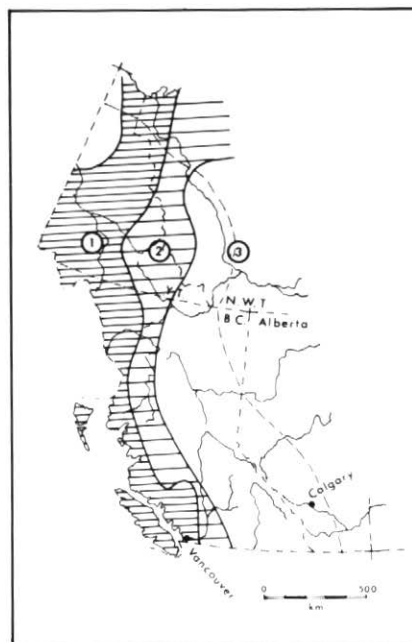 1
2
3
Y. T.
N. W. T
B C. Alberta
Calgary
Vancouver
0 500
km